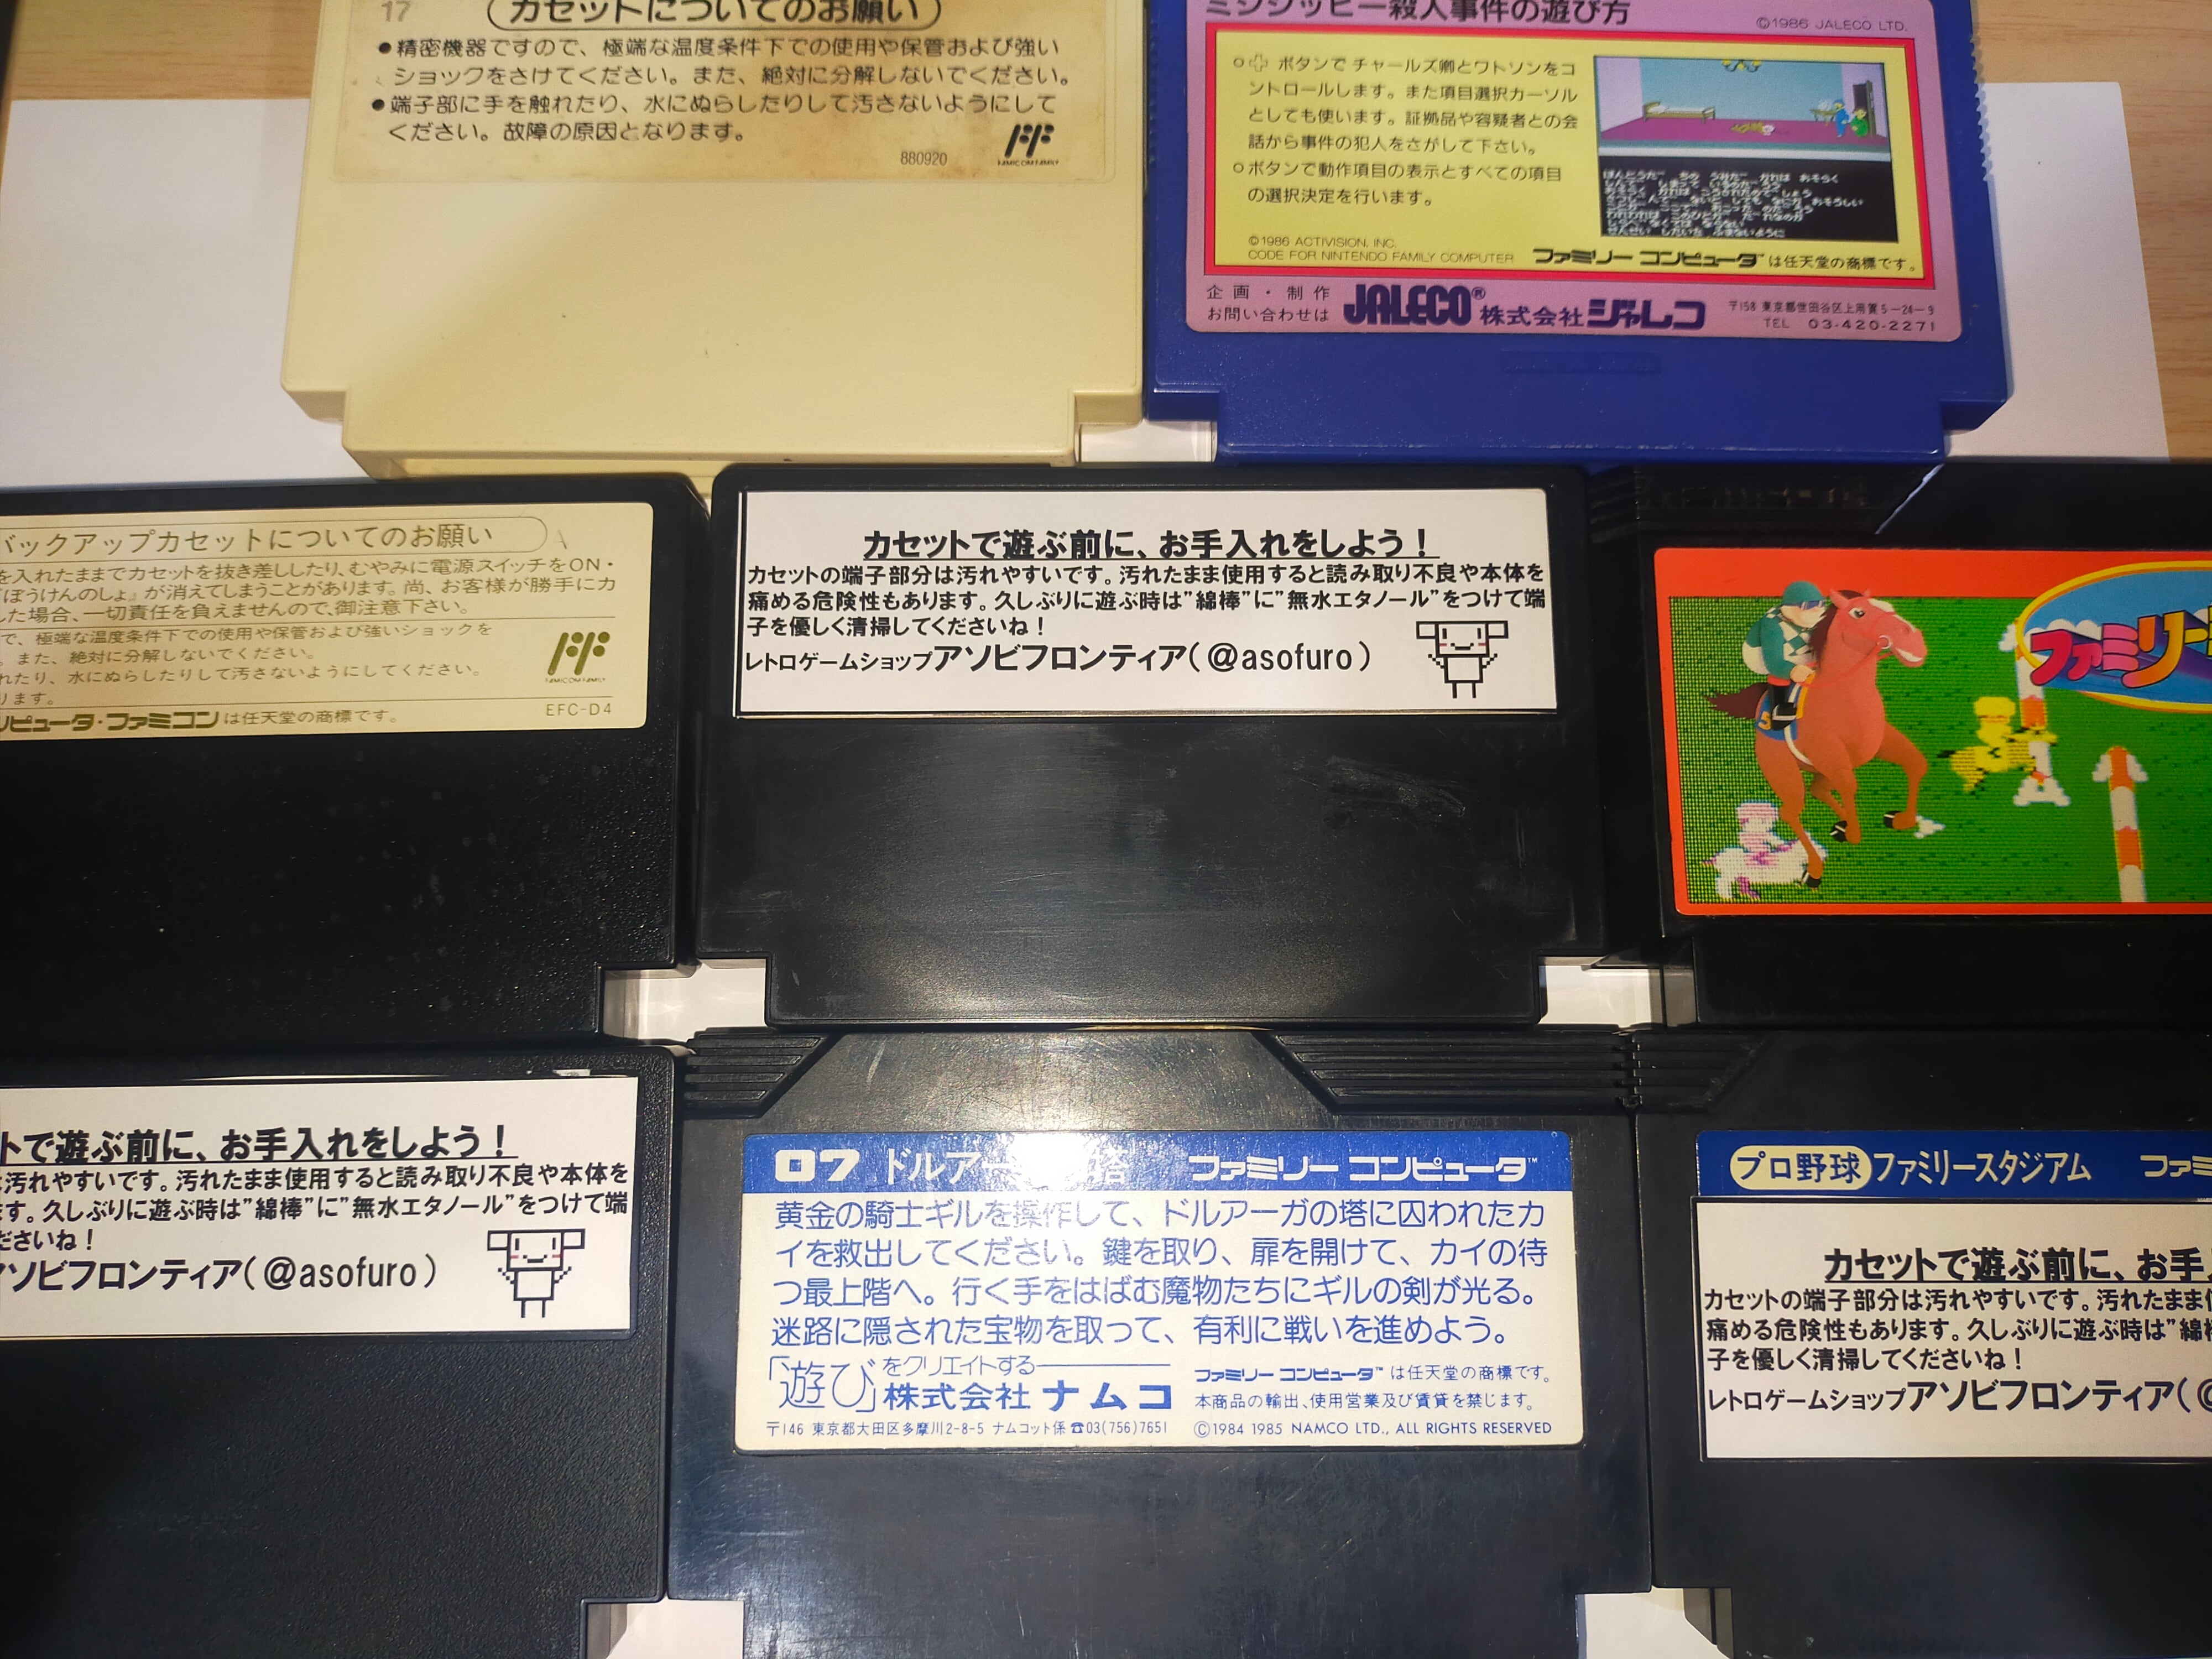 17
カセットについてのお願い
●精密機器ですので、極端な温度条件下での使用や保管および強い
ショックをさけてください。また、絶対に分解しないでください。
●端子部に手を触れたり、水にぬらしたりして汚さないようにして
ください。故障の原因となります。
880920
FAMICOM FAMILY
ミシシッピー殺人事件の遊び方
©1986 JALECO LTD.
ボタンでチャールズ卿とワトソンをコ
ントロールします。また項目選択カーソル
としても使います。証拠品や容疑者との会
話から事件の犯人をさがして下さい。
ボタンで動作項目の表示とすべての項目
の選択決定を行います。
©1986 ACTIVISION, INC.
CODE FOR NINTENDO FAMILY COMPUTER
ファミリー コンピュータ™は任天堂の商標です。
企画・制作
お問い合わせは
JALECO® 株式会社ジャレコ
〒158 東京都世田谷区上用賀5-24-9
TEL 03-420-2271
バックアップカセットについてのお願い
を入れたままでカセットを抜き差ししたり、むやみに電源スイッチをON・
『ぼうけんのしょ』が消えてしまうことがあります。尚、お客様が勝手にカ
した場合、一切責任を負えませんので、御注意下さい。
で、極端な温度条件下での使用や保管および強いショックを
。また、絶対に分解しないでください。
れたり、水にぬらしたりして汚さないようにしてください。
ります。
FAMICOM FAMILY
EFC-D4
ンピュータ・ファミコンは任天堂の商標です。
カセットで遊ぶ前に、お手入れをしよう！
カセットの端子部分は汚れやすいです。汚れたまま使用すると読み取り不良や本体を
痛める危険性もあります。久しぶりに遊ぶ時は"綿棒"に"無水エタノール"をつけて端
子を優しく清掃してくださいね！
レトロゲームショップアソビフロンティア（@asofuro）
ファミリー
トで遊ぶ前に、お手入れをしよう！
は汚れやすいです。汚れたまま使用すると読み取り不良や本体を
ます。久しぶりに遊ぶ時は"綿棒"に"無水エタノール"をつけて端
ださいね！
アソビフロンティア（@asofuro）
07 ドルアー 塔 ファミリー コンピュータ™
黄金の騎士ギルを操作して、ドルアーガの塔に囚われたカ
イを救出してください。鍵を取り、扉を開けて、カイの待
つ最上階へ。行く手をはばむ魔物たちにギルの剣が光る。
迷路に隠された宝物を取って、有利に戦いを進めよう。
「遊び」をクリエイトする
株式会社ナムコ
〒146 東京都大田区多摩川2-8-5 ナムコット係 ☎03(756)7651
ファミリー コンピュータ™は任天堂の商標です。
本商品の輸出、使用営業及び賃貸を禁じます。
©1984 1985 NAMCO LTD., ALL RIGHTS RESERVED
プロ野球ファミリースタジアム
ファミ
カセットで遊ぶ前に、お手
カセットの端子部分は汚れやすいです。汚れたまま
痛める危険性もあります。久しぶりに遊ぶ時は"綿
子を優しく清掃してくださいね！
レトロゲームショップアソビフロンティア（@